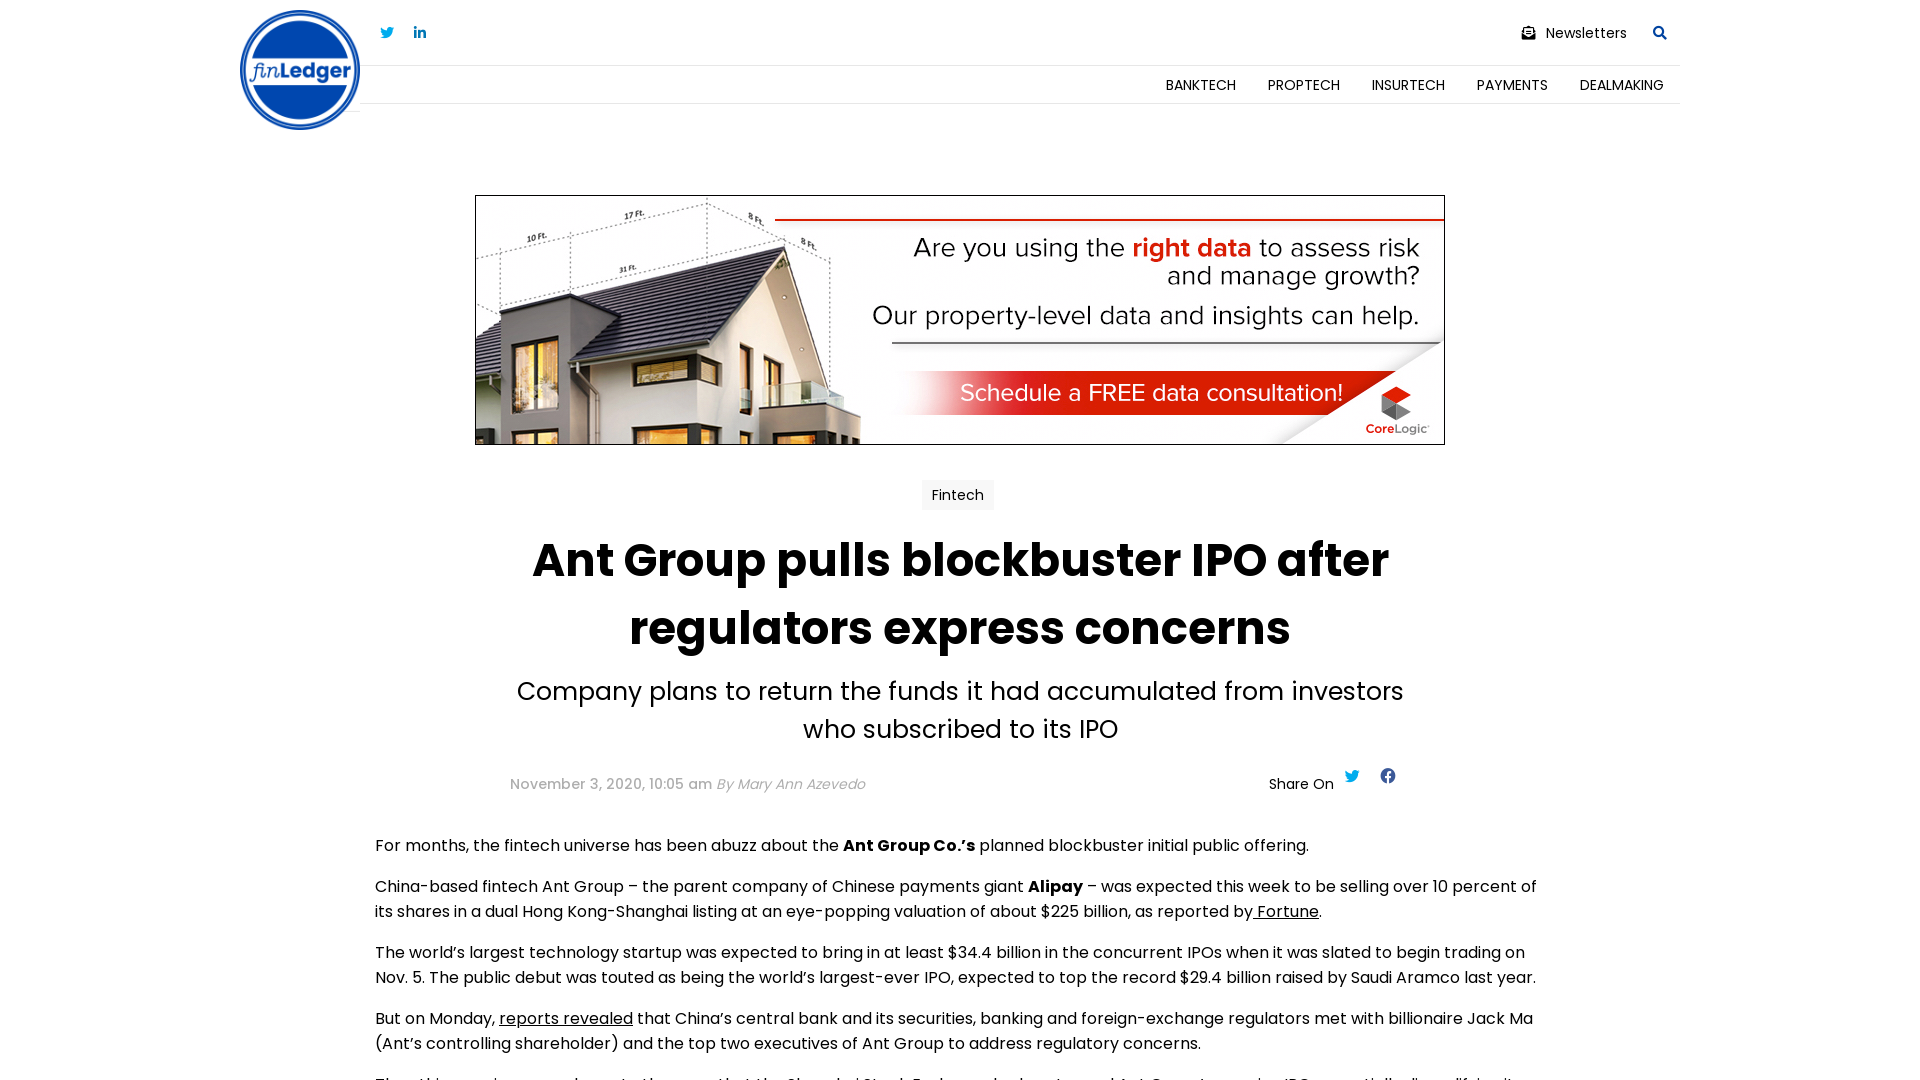 finLedger
Newsletters
BANKTECH PROPTECH INSURTECH PAYMENTS DEALMAKING
10 Ft.
17 Ft.
8 Ft.
8 Ft.
31 Ft.
Are you using the right data to assess risk
and manage growth?
Our property-level data and insights can help.
Schedule a FREE data consultation!
CoreLogic
Fintech
Ant Group pulls blockbuster IPO after
regulators express concerns
Company plans to return the funds it had accumulated from investors
who subscribed to its IPO
November 3, 2020, 10:05 am By Mary Ann Azevedo
Share On
For months, the fintech universe has been abuzz about the Ant Group Co.’s planned blockbuster initial public offering.
China-based fintech Ant Group – the parent company of Chinese payments giant Alipay – was expected this week to be selling over 10 percent of
its shares in a dual Hong Kong-Shanghai listing at an eye-popping valuation of about $225 billion, as reported by Fortune.
The world’s largest technology startup was expected to bring in at least $34.4 billion in the concurrent IPOs when it was slated to begin trading on
Nov. 5. The public debut was touted as being the world’s largest-ever IPO, expected to top the record $29.4 billion raised by Saudi Aramco last year.
But on Monday, reports revealed that China’s central bank and its securities, banking and foreign-exchange regulators met with billionaire Jack Ma
(Ant’s controlling shareholder) and the top two executives of Ant Group to address regulatory concerns.